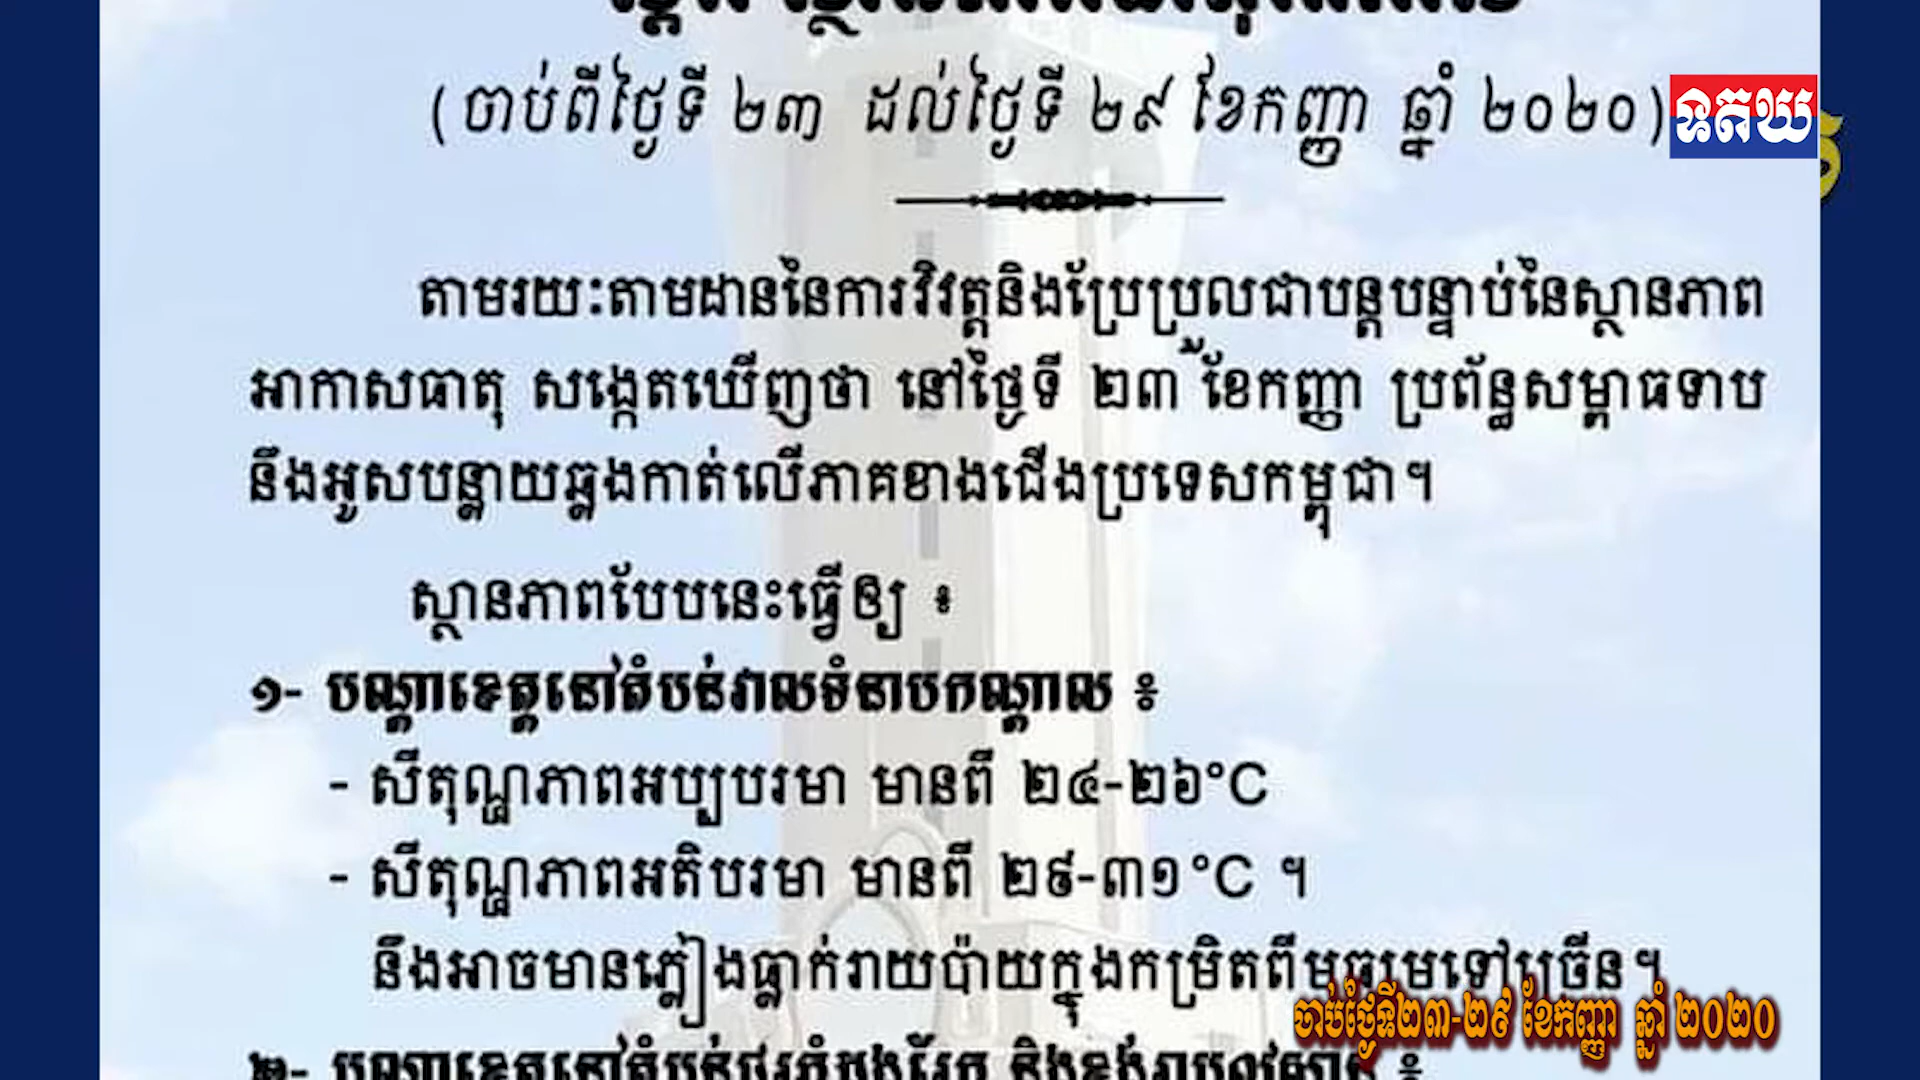 (ចាប់ពីថ្ងៃទី ២៣ ដល់ថ្ងៃទី ២៩ ខែកញ្ញា ឆ្នាំ ២០២០)
ទគយ
តាមរយៈតាមដាននៃការវិវត្តនិងប្រែប្រួលជាបន្តបន្ទាប់នៃស្ថានភាព
អាកាសធាតុ សង្កេតឃើញថា នៅថ្ងៃទី ២៣ ខែកញ្ញា ប្រព័ន្ធសម្ពាធទាប
នឹងអូសបន្លាយឆ្លងកាត់លើភាគខាងជើងប្រទេសកម្ពុជា។
ស្ថានភាពបែបនេះធ្វើឲ្យ ៖
១- បណ្តាខេត្តនៅតំបន់វាលទំនាបកណ្តាល ៖
- សីតុណ្ហភាពអប្បបរមា មានពី ២៤-២៦°C
- សីតុណ្ហភាពអតិបរមា មានពី ២៩-៣១°C ។
នឹងអាចមានភ្លៀងធ្លាក់រាយប៉ាយក្នុងកម្រិតពីមធ្យមទៅច្រើន។
ចាប់ថ្ងៃទី២៣-២៩ ខែកញ្ញា ឆ្នាំ ២០២០
២- បណ្តាខេត្តនៅតំបន់